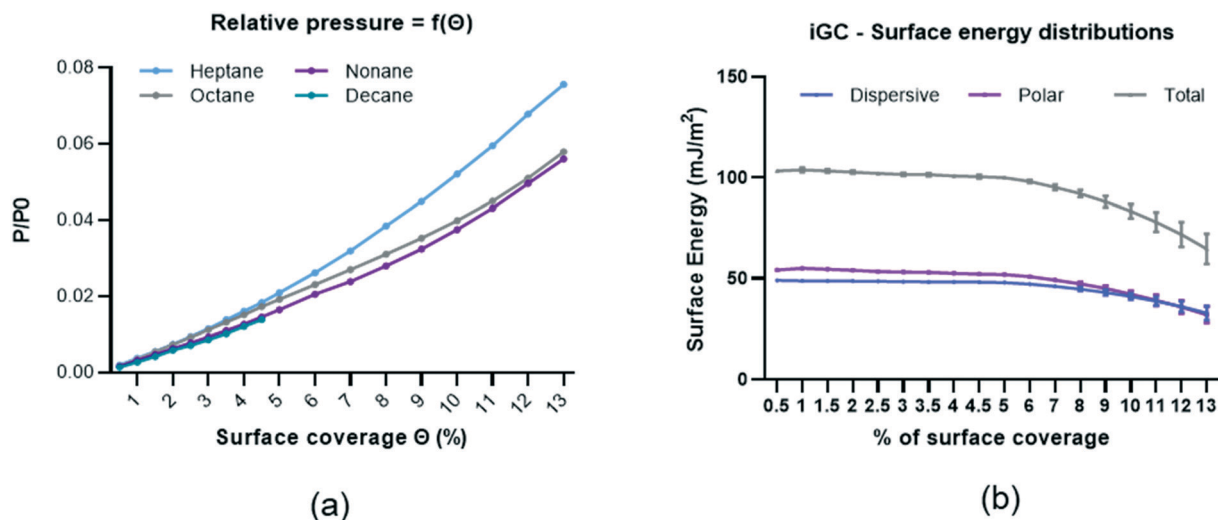 Relative pressure = f(Θ)
Heptane
Nonane
Octane
Decane
0.08
0.06
0.04
0.02
0.00
P/P0
1 2 3 4 5 6 7 8 9 10 11 12 13
Surface coverage Θ (%)
(a)
iGC - Surface energy distributions
Dispersive Polar Total
150
100
50
0
Surface Energy (mJ/m²)
0.5 1 1.5 2 2.5 3 3.5 4 4.5 5 6 7 8 9 10 11 12 13
% of surface coverage
(b)